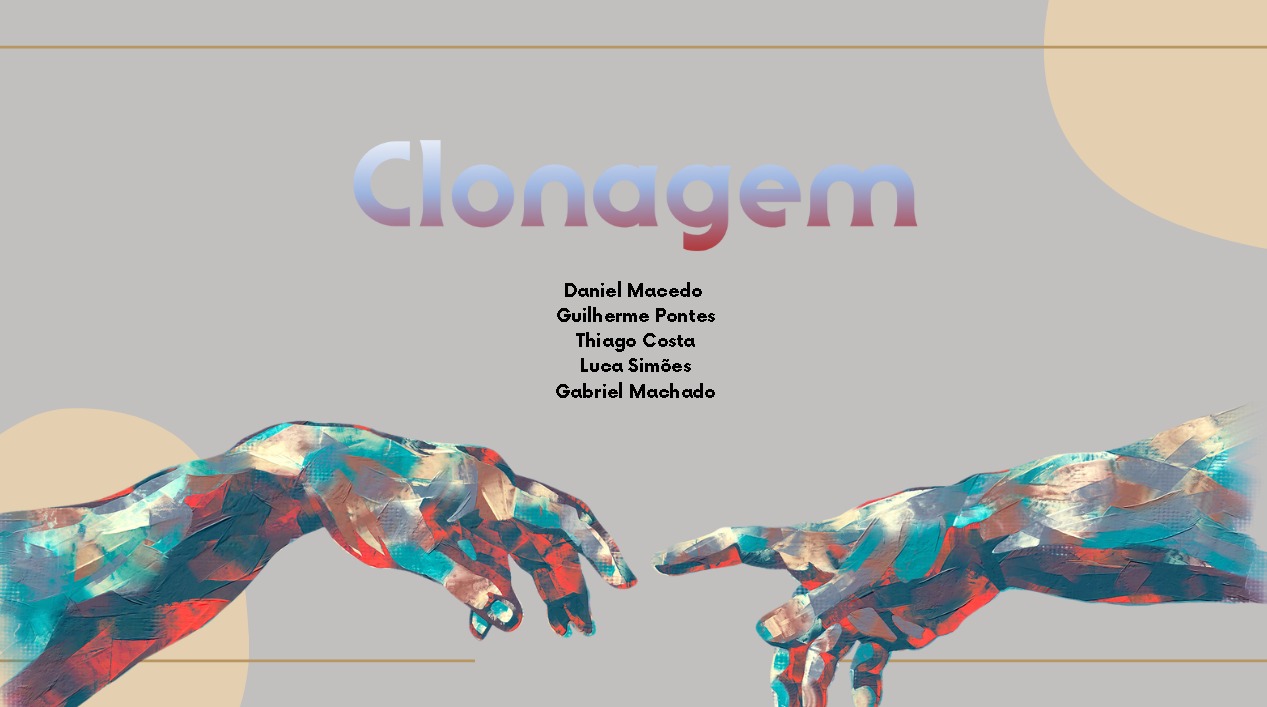 Clonagem
Daniel Macedo
Guilherme Pontes
Thiago Costa
Luca Simões
Gabriel Machado